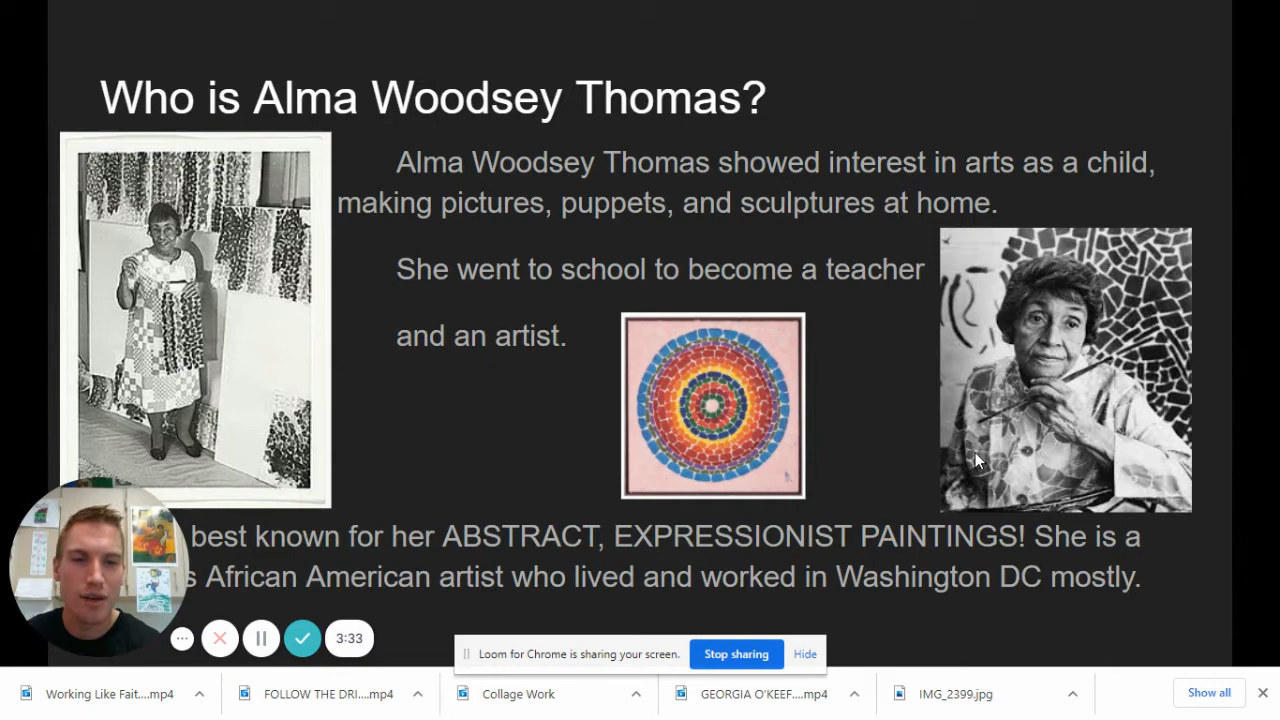 Who is Alma Woodsey Thomas?
Alma Woodsey Thomas showed interest in arts as a child,
making pictures, puppets, and sculptures at home.
She went to school to become a teacher
and an artist.
best known for her ABSTRACT, EXPRESSIONIST PAINTINGS! She is a
s African American artist who lived and worked in Washington DC mostly.
3:33
Loom for Chrome is sharing your screen.
Stop sharing
Hide
Working Like Fait....mp4
FOLLOW THE DRI....mp4
Collage Work
GEORGIA O'KEEF....mp4
IMG_2399.jpg
Show all